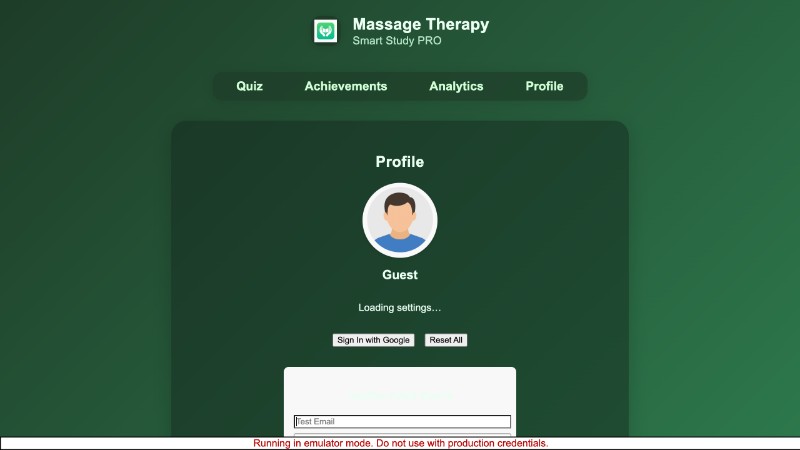 Massage Therapy
Smart Study PRO
Quiz Achievements Analytics Profile
Profile
Guest
Loading settings…
Sign In with Google Reset All
Test Email
Running in emulator mode. Do not use with production credentials.